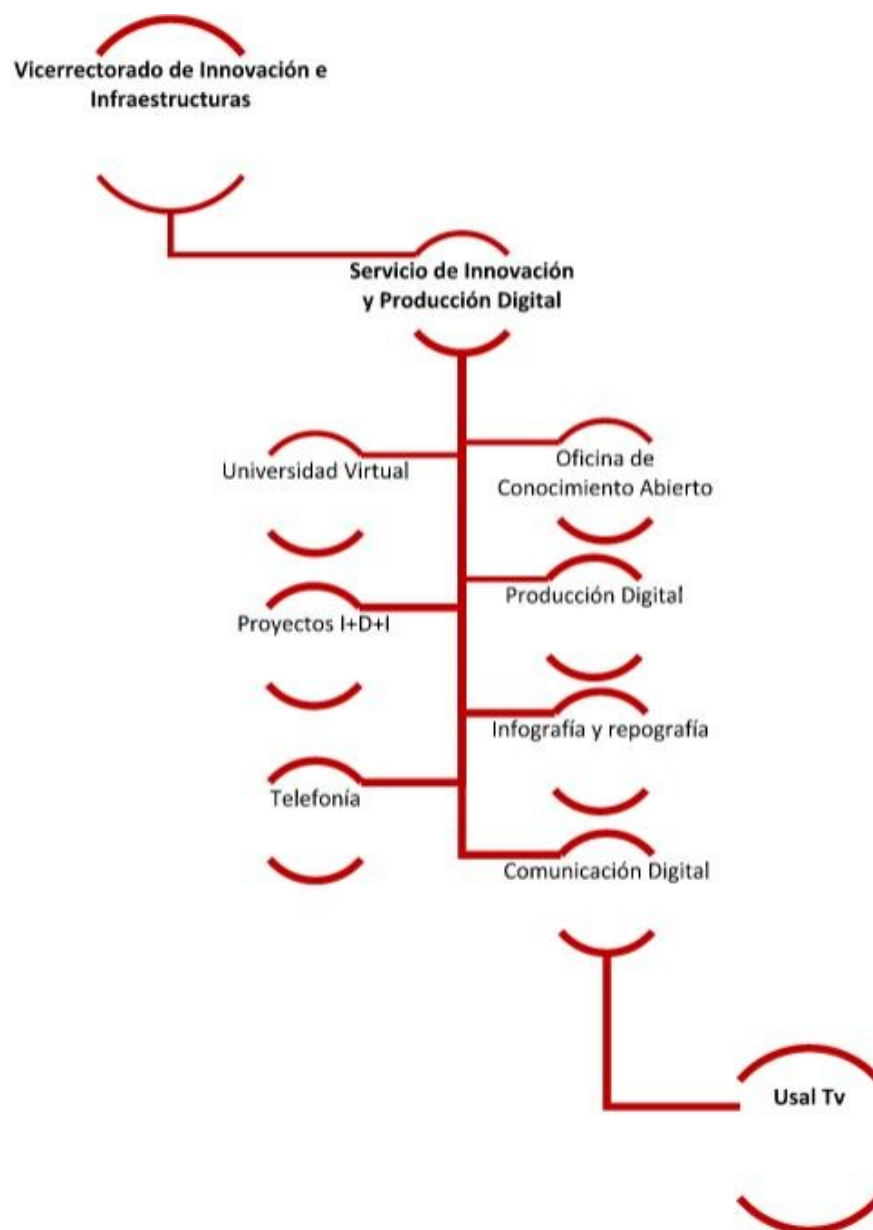 Vicerrectorado de Innovación e
Infraestructuras
Servicio de Innovación
y Producción Digital
Universidad Virtual
Oficina de
Conocimiento Abierto
Proyectos I+D+I
Producción Digital
Infografía y repografía
Telefonía
Comunicación Digital
Usal Tv